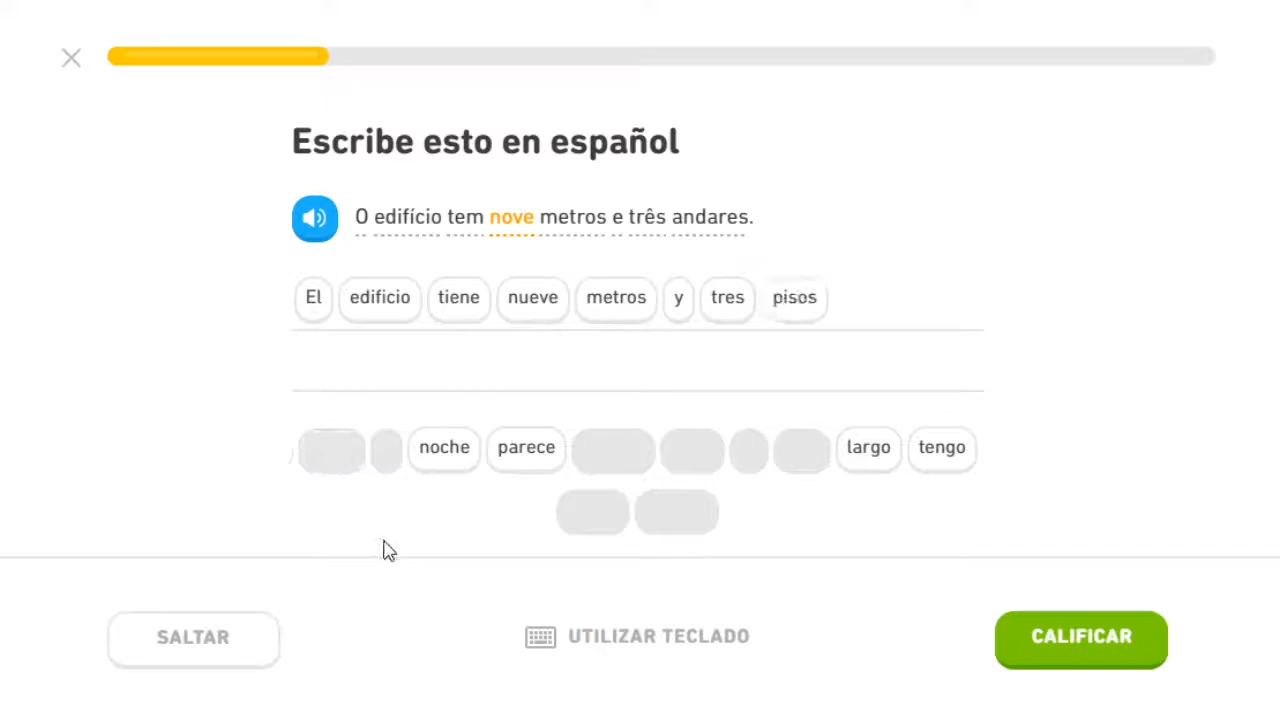 Escribe esto en español
O edifício tem nove metros e três andares.
El edificio tiene nueve metros y tres pisos
noche parece largo tengo
SALTAR UTILIZAR TECLADO CALIFICAR